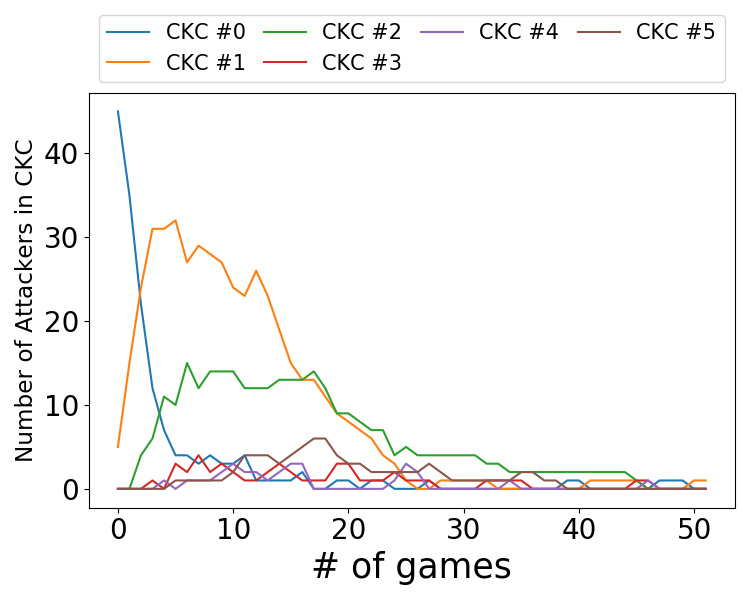 CKC #0 CKC #2 CKC #4 CKC #5
CKC #1 CKC #3
Number of Attackers in CKC
40
30
20
10
0
0 10 20 30 40 50
# of games